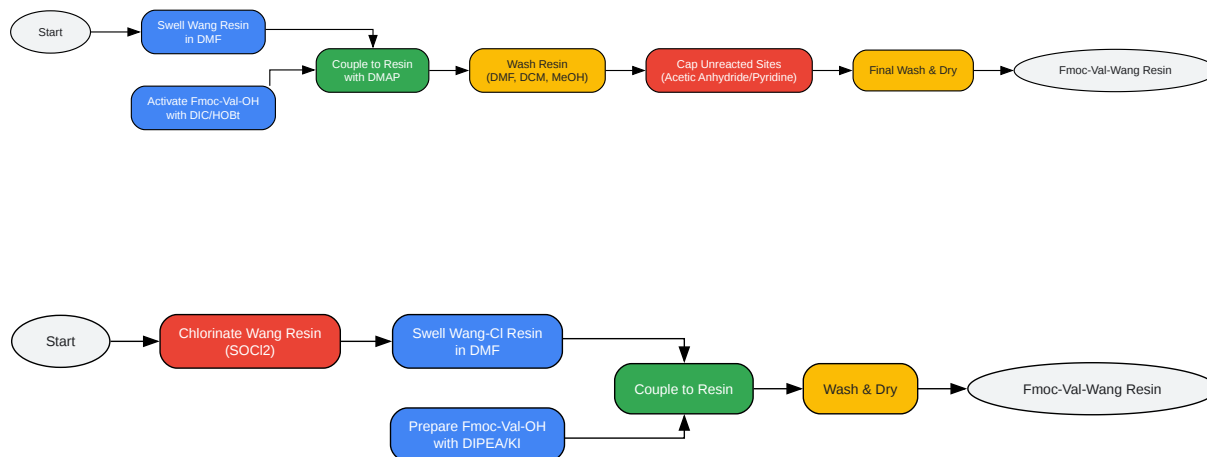 Start
Swell Wang Resin
in DMF
Activate Fmoc-Val-OH
with DIC/HOBt
Couple to Resin
with DMAP
Wash Resin
(DMF, DCM, MeOH)
Cap Unreacted Sites
(Acetic Anhydride/Pyridine)
Final Wash & Dry
Fmoc-Val-Wang Resin
Start
Chlorinate Wang Resin
(SOCl2)
Swell Wang-Cl Resin
in DMF
Prepare Fmoc-Val-OH
with DIPEA/KI
Couple to Resin
Wash & Dry
Fmoc-Val-Wang Resin